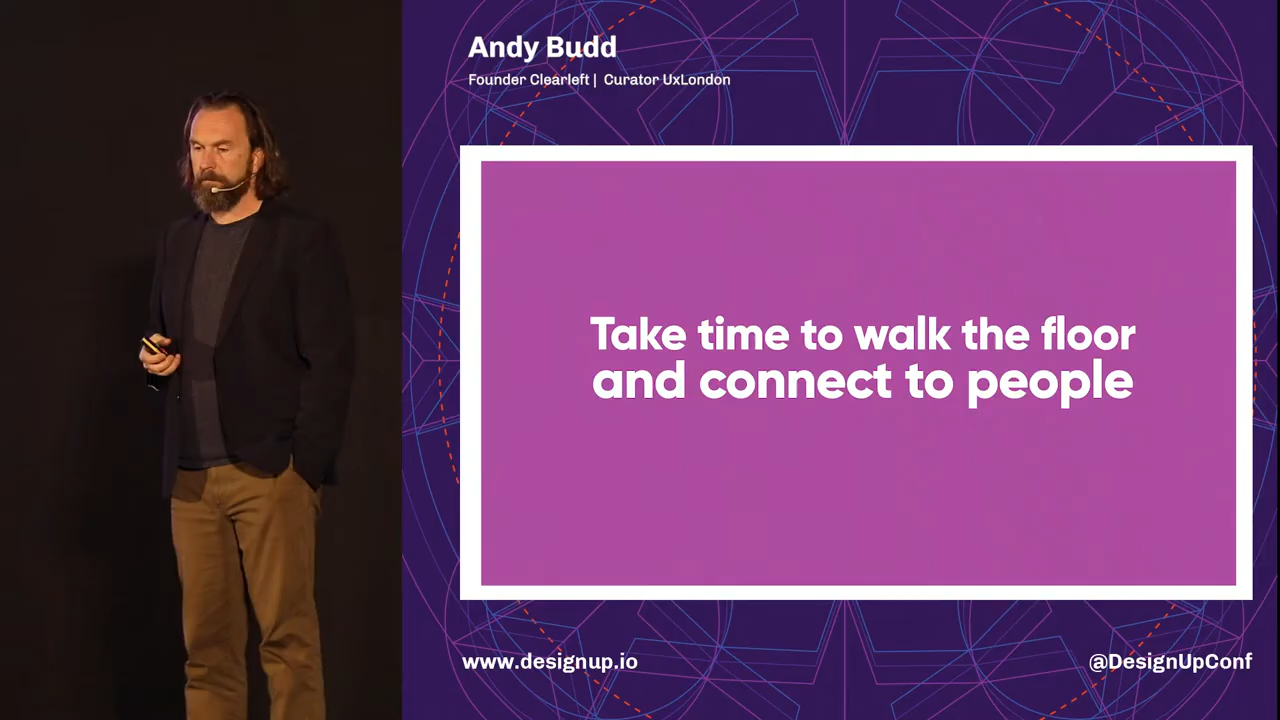 Andy Budd
Founder Clearleft | Curator UxLondon
Take time to walk the floor
and connect to people
www.designup.io
@DesignUpConf